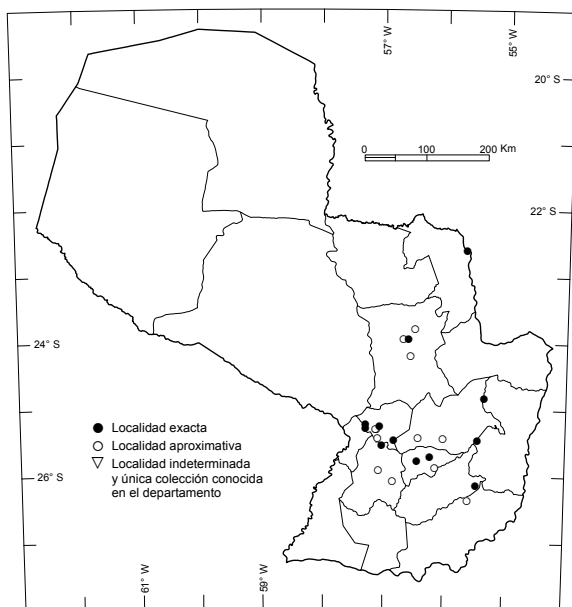 57° W
55° W
20° S
0 100 200 Km
22° S
24° S
Localidad exacta
Localidad aproximativa
Localidad indeterminada
y única colección conocida
en el departamento
26° S
61° W
59° W